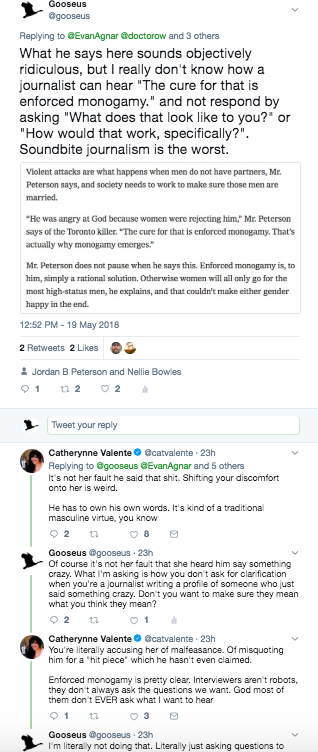 Gooseus
@gooseus
Replying to @EvanAgnar @doctorow and 3 others
What he says here sounds objectively
ridiculous, but I really don't know how a
journalist can hear "The cure for that is
enforced monogamy." and not respond by
asking "What does that look like to you?" or
"How would that work, specifically?".
Soundbite journalism is the worst.
Violent attacks are what happens when men do not have partners, Mr.
Peterson says, and society needs to work to make sure those men are
married.
“He was angry at God because women were rejecting him,” Mr. Peterson
says of the Toronto killer. “The cure for that is enforced monogamy. That’s
actually why monogamy emerges.”
Mr. Peterson does not pause when he says this. Enforced monogamy is, to
him, simply a rational solution. Otherwise women will all only go for the
most high-status men, he explains, and that couldn’t make either gender
happy in the end.
12:52 PM - 19 May 2018
2 Retweets 2 Likes
Jordan B Peterson and Nellie Bowles
1 2 2
Tweet your reply
Catherynne Valente @catvalente · 23h
Replying to @gooseus @EvanAgnar and 5 others
It's not her fault he said that shit. Shifting your discomfort
onto her is weird.
He has to own his own words. It's kind of a traditional
masculine virtue, you know
2 8
Gooseus @gooseus · 23h
Of course it's not her fault that she heard him say something
crazy. What I'm asking is how you don't ask for clarification
when you're a journalist writing a profile of someone who just
said something crazy. Don't you want to make sure they mean
what you think they mean?
2 1
Catherynne Valente @catvalente · 23h
You're literally accusing her of malfeasance. Of misquoting
him for a "hit piece" which he hasn't even claimed.
Enforced monogamy is pretty clear. Interviewers aren't robots,
they don't always ask the questions we want. God most of
them don't EVER ask what I want to hear
1 3
Gooseus @gooseus · 23h
I'm literally not doing that. Literally just asking questions to